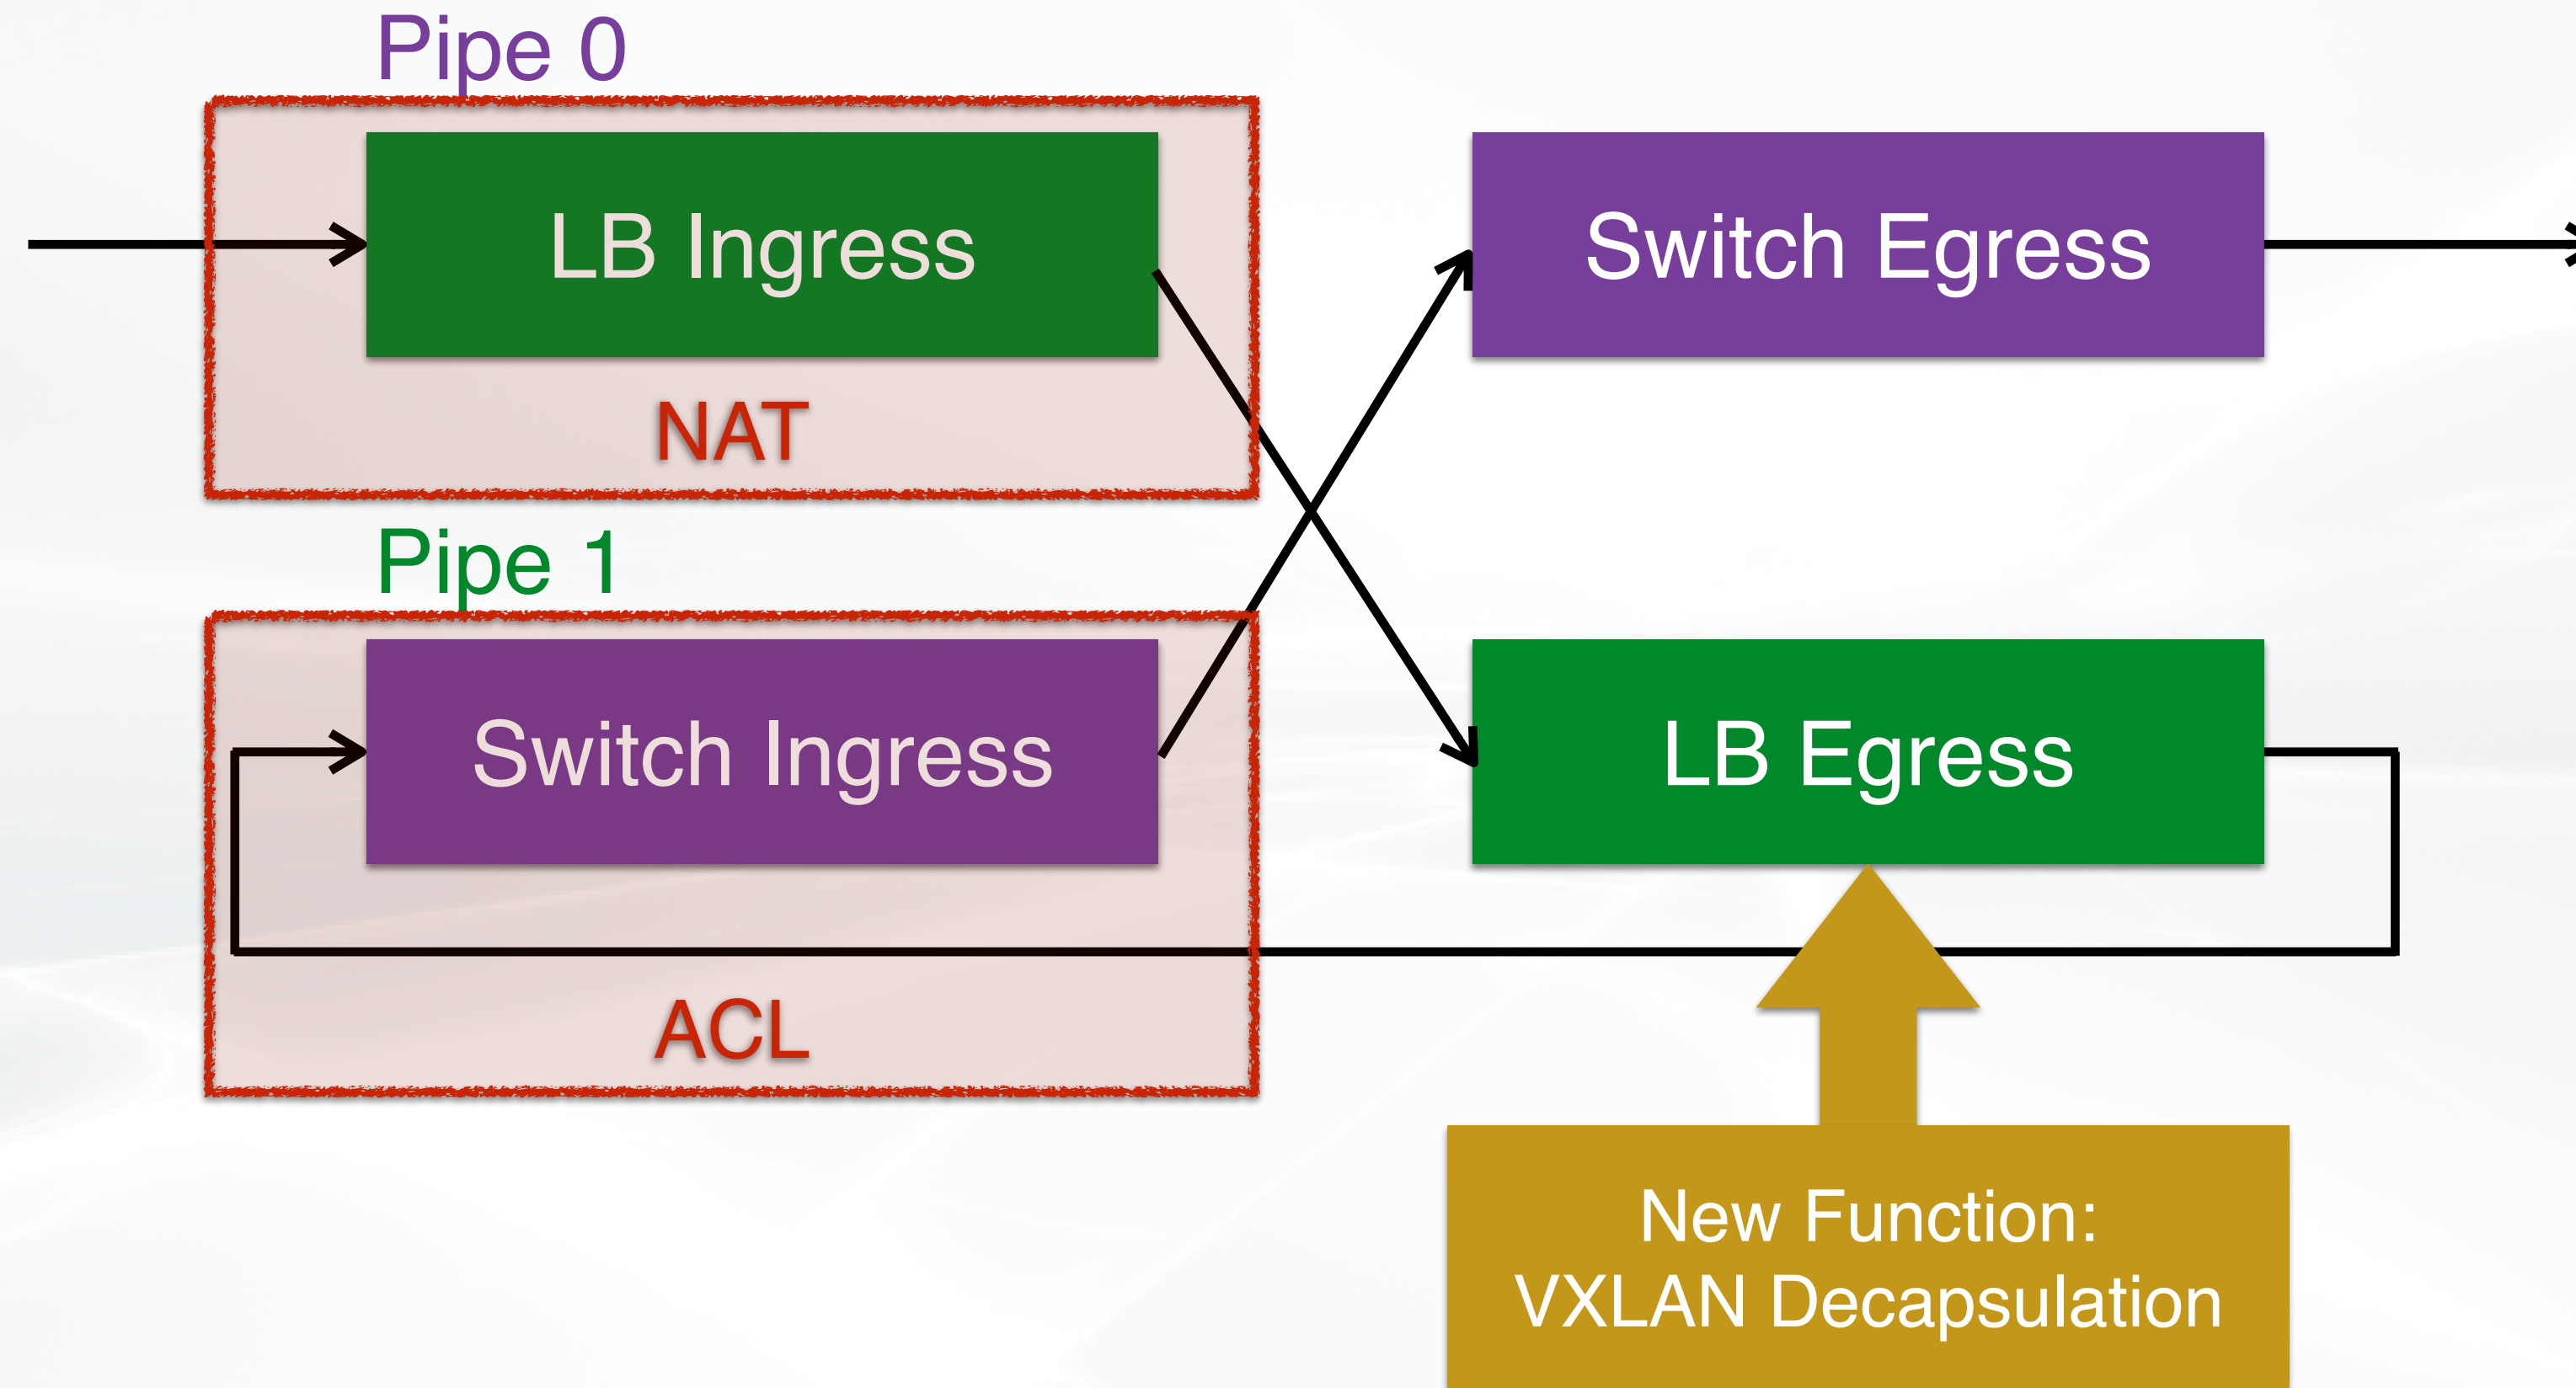 Pipe 0
LB Ingress
NAT
Switch Egress
Pipe 1
Switch Ingress
ACL
LB Egress
New Function:
VXLAN Decapsulation